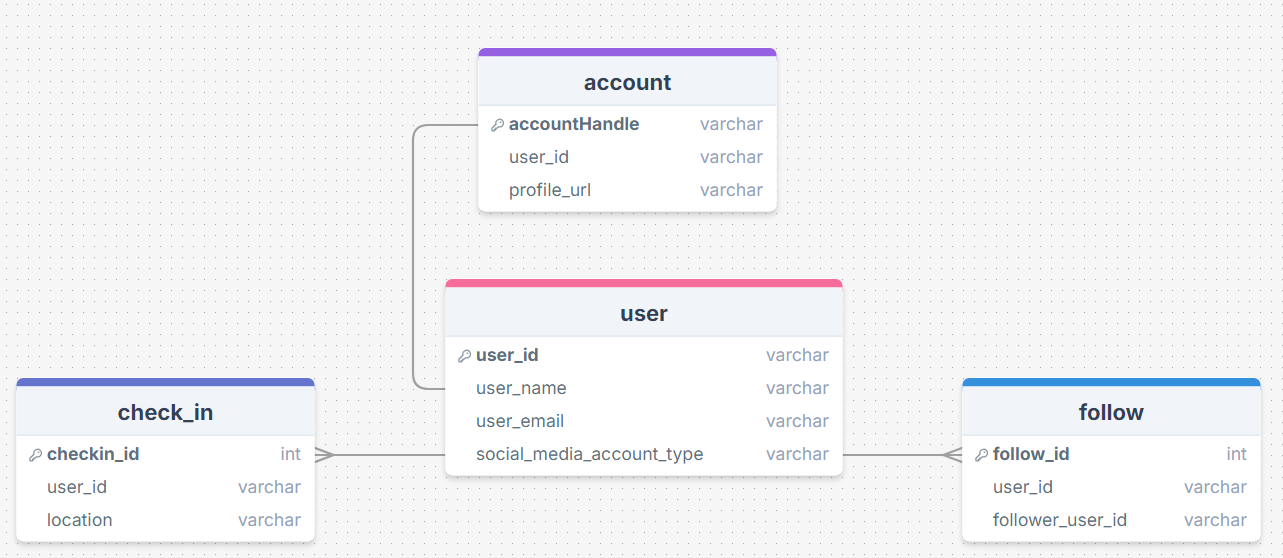 account
accountHandle varchar
user_id varchar
profile_url varchar
user
user_id varchar
user_name varchar
user_email varchar
social_media_account_type varchar
check_in
checkin_id int
user_id varchar
location varchar
follow
follow_id int
user_id varchar
follower_user_id varchar